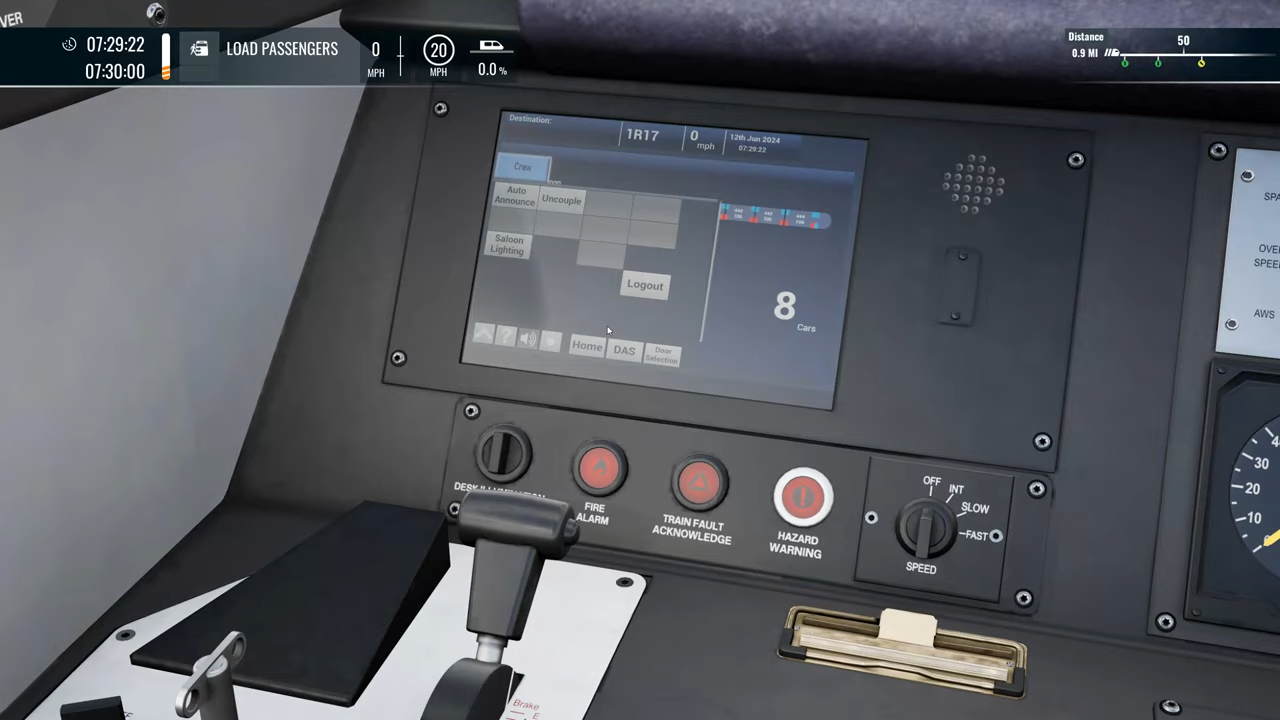 VER
07:29:22
07:30:00
LOAD PASSENGERS
0
MPH
20
MPH
0.0 %
Distance
0.9 MI
50
Destination:
1R17
0
mph
12th Jun 2024
07:29:22
Crew
Auto
Announce
Uncouple
Saloon
Lighting
Logout
8
Cars
?
Home
DAS
Door
Selection
DESK ILLUMINATION
FIRE
ALARM
TRAIN FAULT
ACKNOWLEDGE
HAZARD
WARNING
OFF
INT
SLOW
FAST
SPEED
SPA
OVE
SPEE
AWS
30
20
10
Brake
E